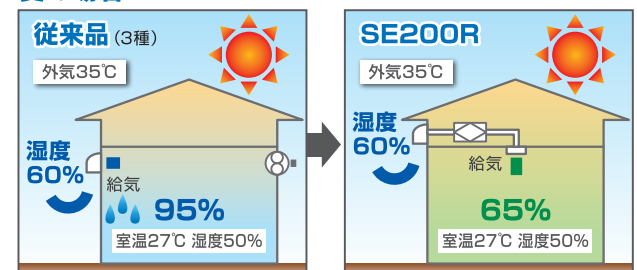 従来品（3種）
外気35℃
湿度
60%
給気
95%
室温27℃ 湿度50%
SE200R
外気35℃
湿度
60%
給気
65%
室温27℃ 湿度50%